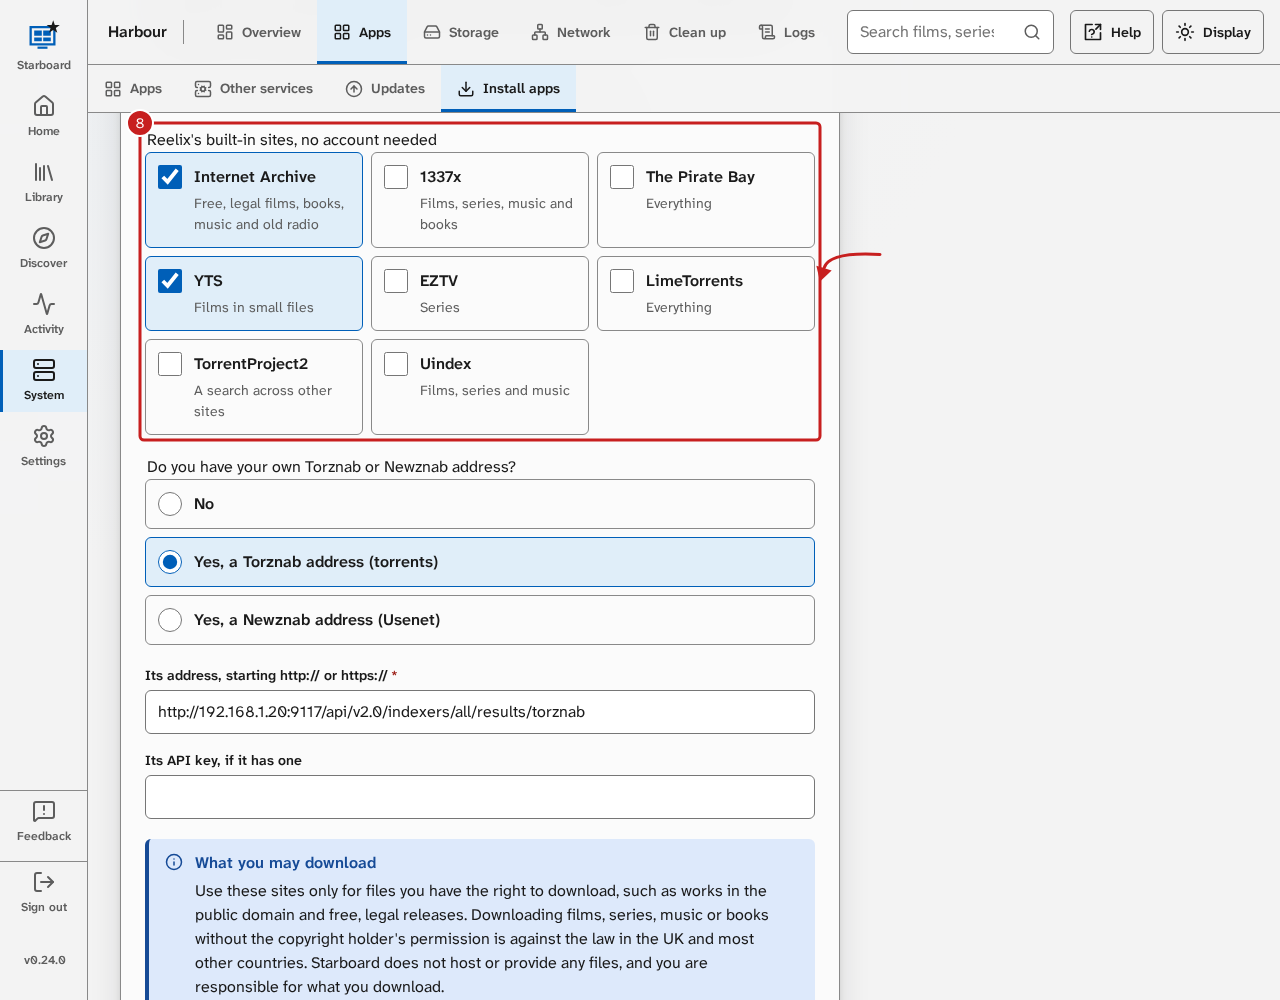 Starboard
Home
Library
Discover
Activity
System
Settings
Feedback
Sign out
v0.24.0
Harbour
Overview
Apps
Storage
Network
Clean up
Logs
Search films, series
Help
Display
Apps
Other services
Updates
Install apps
8
Reelix's built-in sites, no account needed
Internet Archive
Free, legal films, books,
music and old radio
1337x
Films, series, music and
books
The Pirate Bay
Everything
YTS
Films in small files
EZTV
Series
LimeTorrents
Everything
TorrentProject2
A search across other
sites
Uindex
Films, series and music
Do you have your own Torznab or Newznab address?
No
Yes, a Torznab address (torrents)
Yes, a Newznab address (Usenet)
Its address, starting http:// or https:// *
http://192.168.1.20:9117/api/v2.0/indexers/all/results/torznab
Its API key, if it has one
What you may download
Use these sites only for files you have the right to download, such as works in the
public domain and free, legal releases. Downloading films, series, music or books
without the copyright holder's permission is against the law in the UK and most
other countries. Starboard does not host or provide any files, and you are
responsible for what you download.